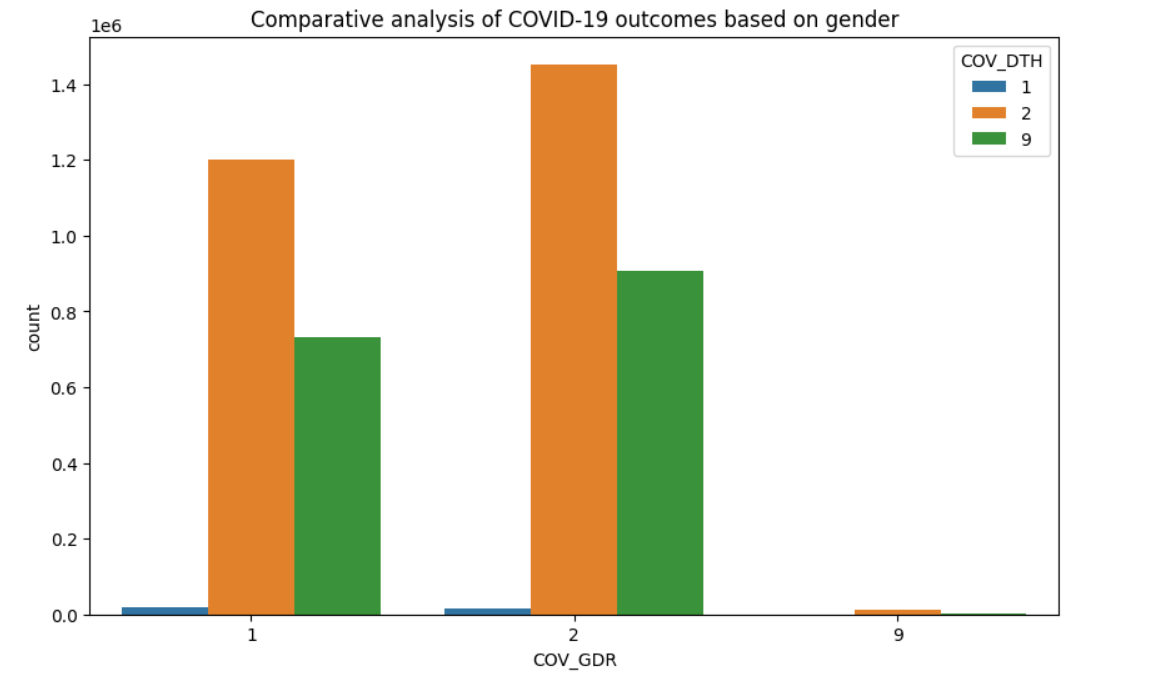 Comparative analysis of COVID-19 outcomes based on gender
1e6
COV_DTH
1
2
9
1.4
1.2
1.0
0.8
0.6
0.4
0.2
0.0
count
1 2 9
COV_GDR